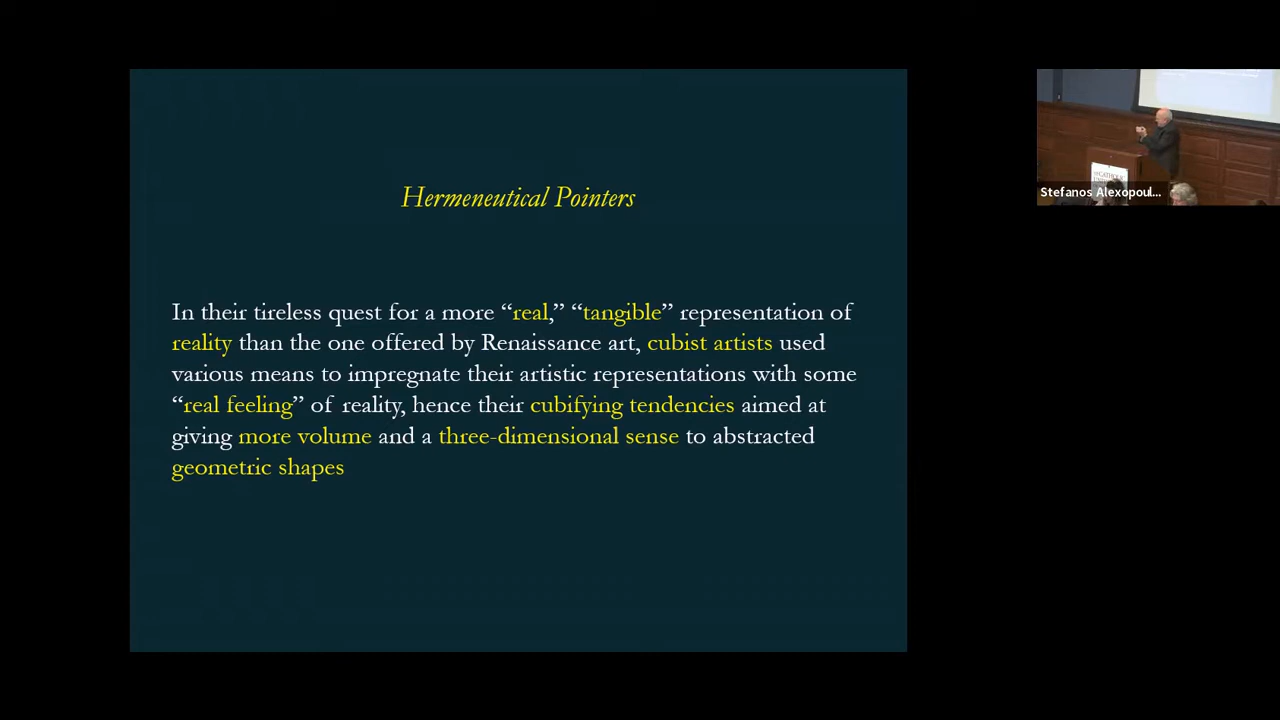 Hermeneutical Pointers
In their tireless quest for a more “real,” “tangible” representation of
reality than the one offered by Renaissance art, cubist artists used
various means to impregnate their artistic representations with some
“real feeling” of reality, hence their cubifying tendencies aimed at
giving more volume and a three-dimensional sense to abstracted
geometric shapes
CATHOLIC
Stefanos Alexopoul...